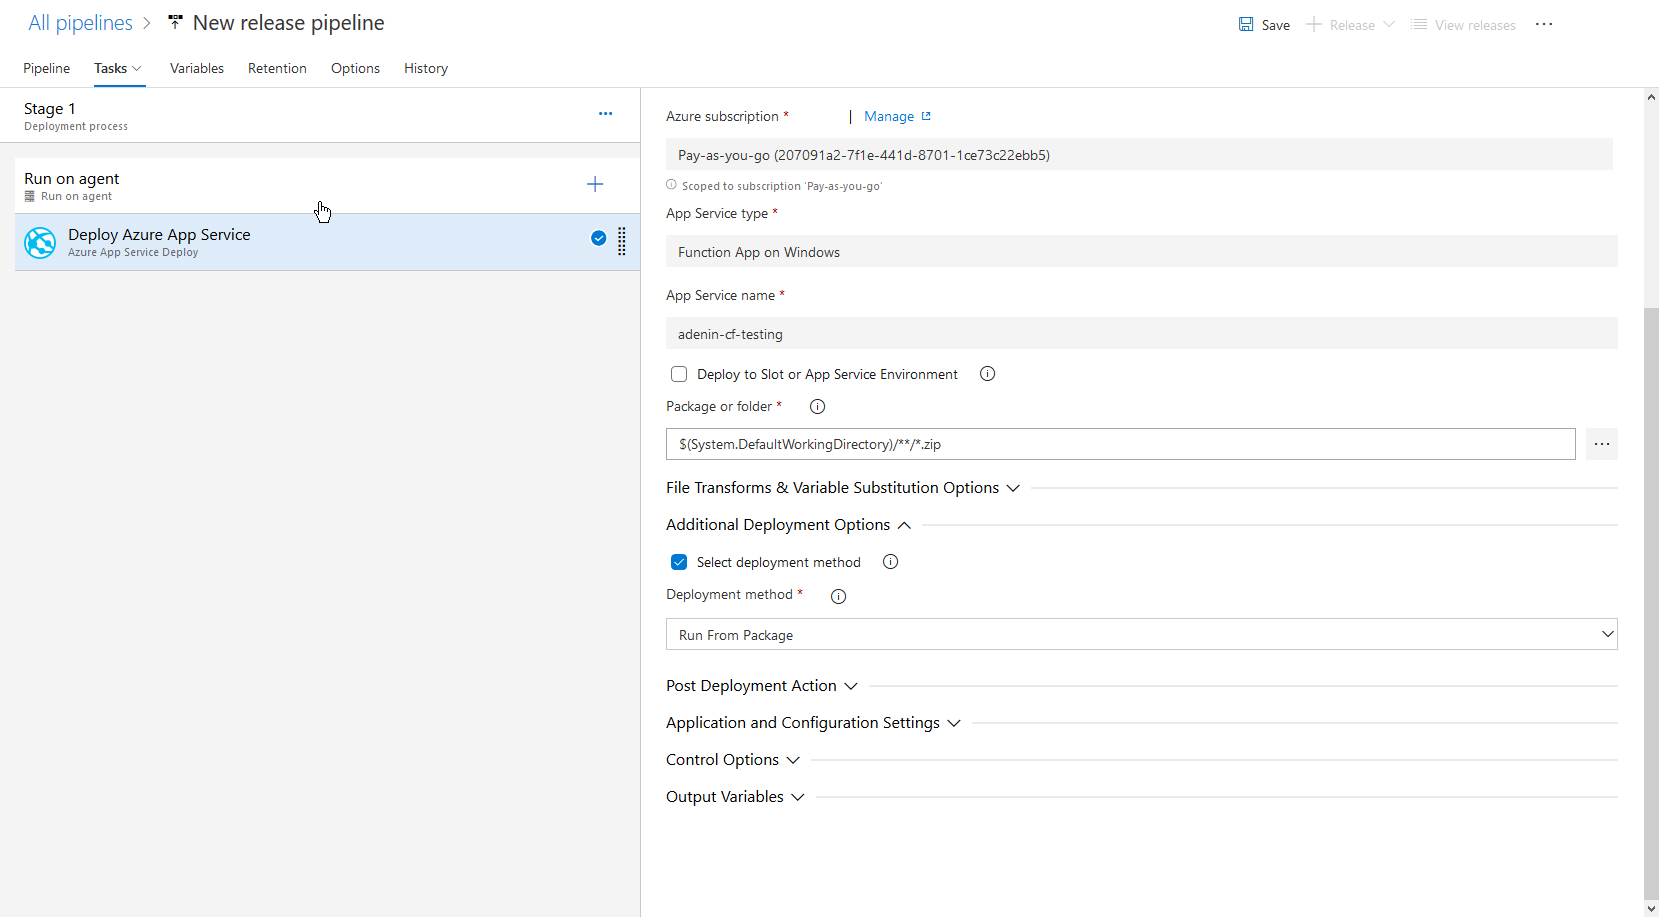 All pipelines > New release pipeline
Save Release View releases ...
Pipeline Tasks Variables Retention Options History
Stage 1
Deployment process
...
Run on agent
Run on agent
Deploy Azure App Service
Azure App Service Deploy
Azure subscription * | Manage
Pay-as-you-go (207091a2-7f1e-441d-8701-1ce73c22ebb5)
Scoped to subscription 'Pay-as-you-go'
App Service type *
Function App on Windows
App Service name *
adenin-cf-testing
Deploy to Slot or App Service Environment
Package or folder *
$(System.DefaultWorkingDirectory)/**/*.zip
...
File Transforms & Variable Substitution Options
Additional Deployment Options
Select deployment method
Deployment method *
Run From Package
Post Deployment Action
Application and Configuration Settings
Control Options
Output Variables